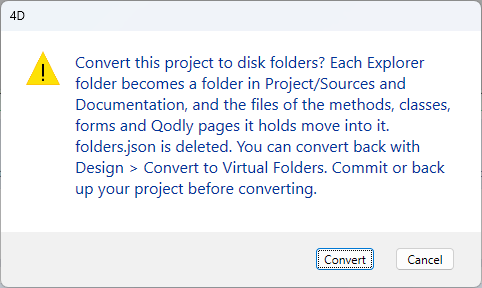 4D
Convert this project to disk folders? Each Explorer
folder becomes a folder in Project/Sources and
Documentation, and the files of the methods, classes,
forms and Qodly pages it holds move into it.
folders.json is deleted. You can convert back with
Design > Convert to Virtual Folders. Commit or back
up your project before converting.
Convert
Cancel